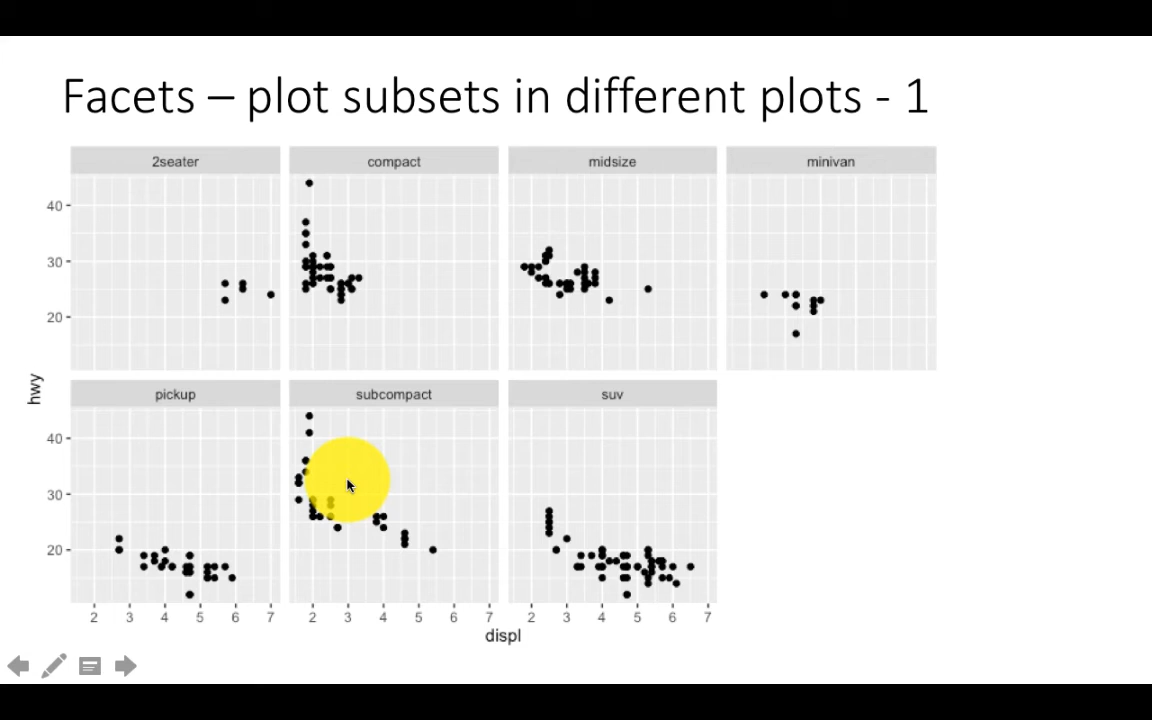 Facets – plot subsets in different plots - 1
2seater compact midsize minivan
40
30
20
hwy
pickup subcompact suv
40
30
20
2 3 4 5 6 7 2 3 4 5 6 7 2 3 4 5 6 7
displ